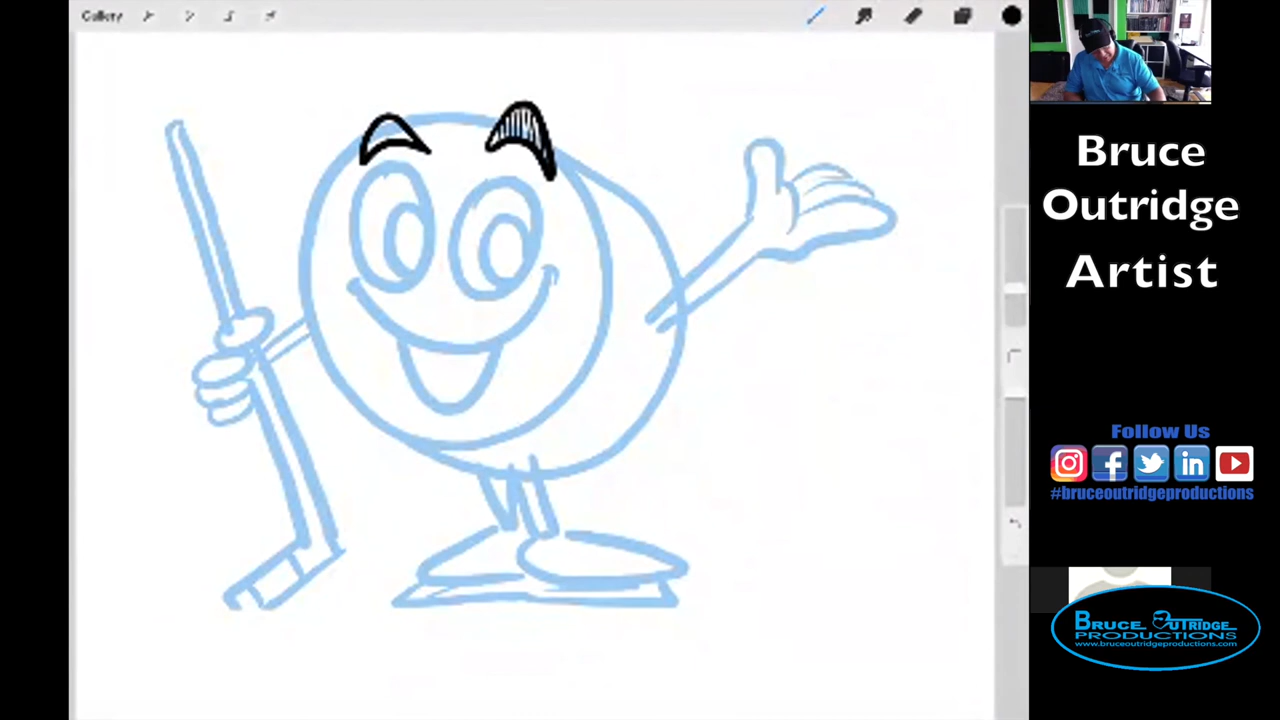 Gallery
Bruce
Outridge
Artist
Follow Us
#bruceoutridgeproductions
BRUCE OUTRIDGE
PRODUCTIONS
www.bruceoutridgeproductions.com